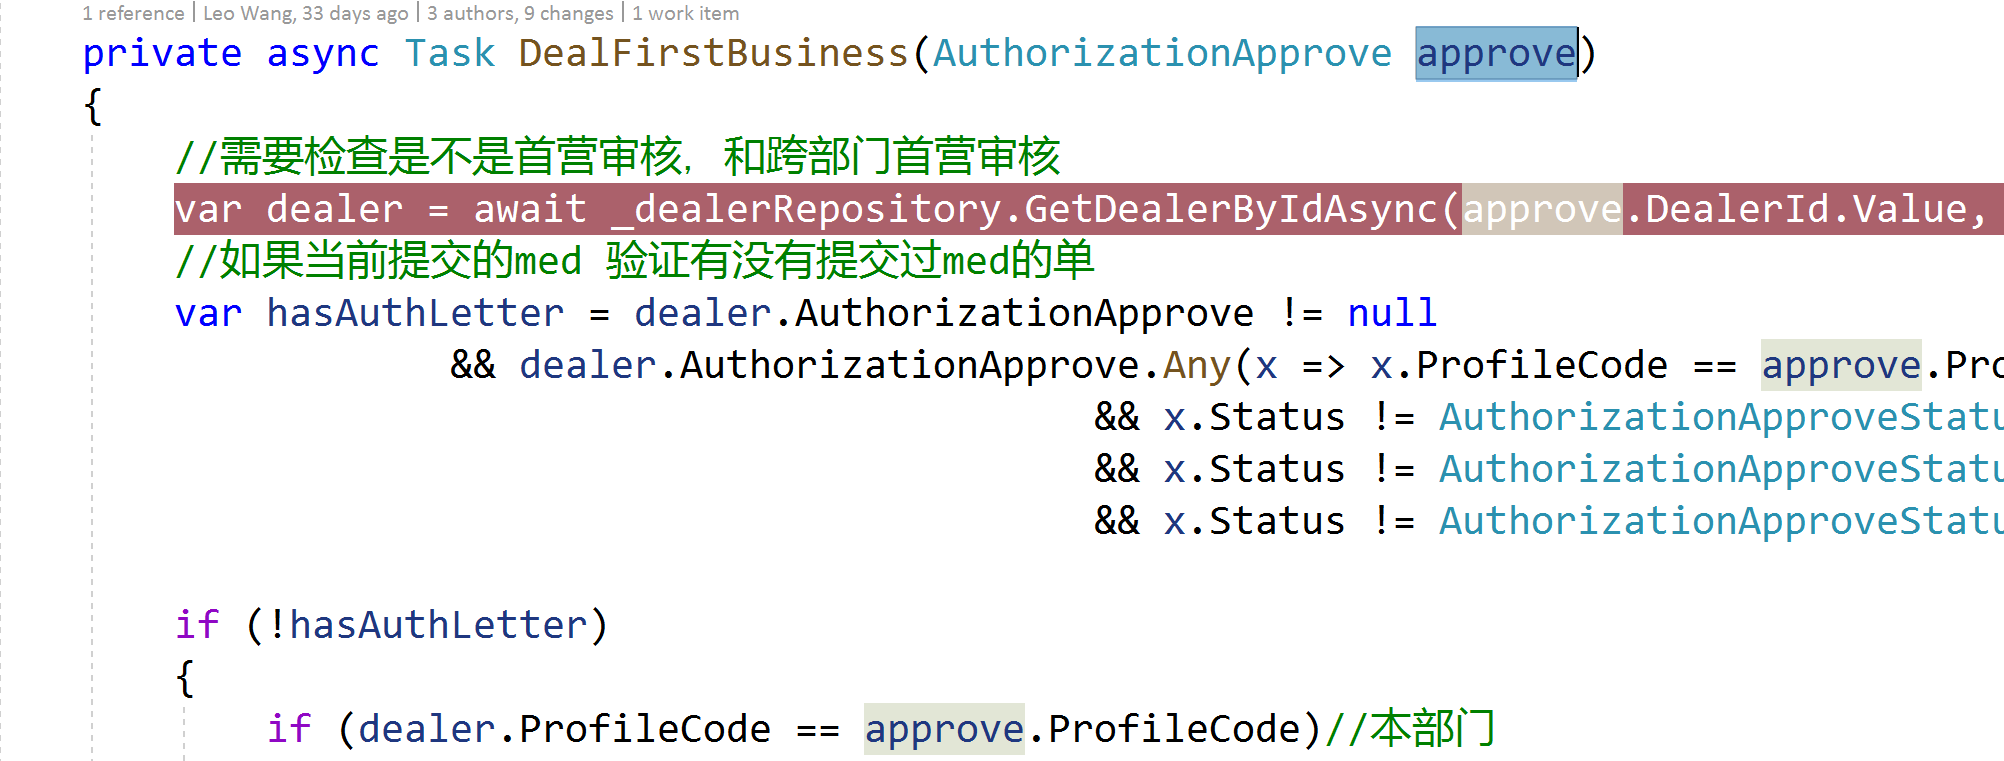 1 reference | Leo Wang, 33 days ago | 3 authors, 9 changes | 1 work item
private async Task DealFirstBusiness(AuthorizationApprove approve)
{
//需要检查是不是首营审核，和跨部门首营审核
var dealer = await _dealerRepository.GetDealerByIdAsync(approve.DealerId.Value,
//如果当前提交的med 验证有没有提交过med的单
var hasAuthLetter = dealer.AuthorizationApprove != null
&& dealer.AuthorizationApprove.Any(x => x.ProfileCode == approve.Pro
&& x.Status != AuthorizationApproveStatu
&& x.Status != AuthorizationApproveStatu
&& x.Status != AuthorizationApproveStatu
if (!hasAuthLetter)
{
if (dealer.ProfileCode == approve.ProfileCode)//本部门